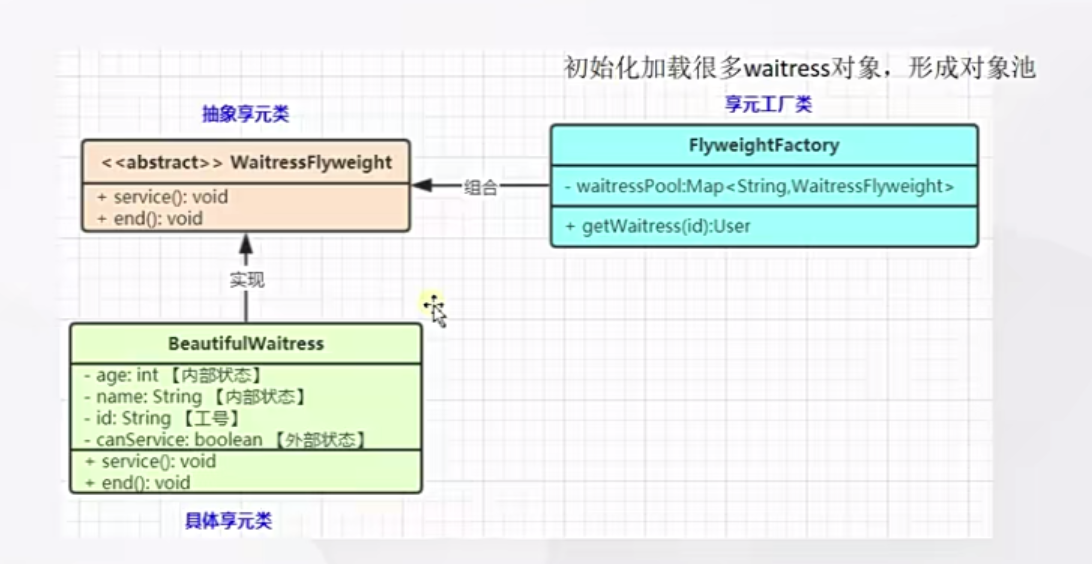 初始化加载很多waitress对象，形成对象池
抽象享元类
<<abstract>> WaitressFlyweight
+ service(): void
+ end(): void
享元工厂类
FlyweightFactory
- waitressPool:Map<String,WaitressFlyweight>
+ getWaitress(id):User
组合
实现
BeautifulWaitress
- age: int 【内部状态】
- name: String 【内部状态】
- id: String 【工号】
- canService: boolean 【外部状态】
+ service(): void
+ end(): void
具体享元类